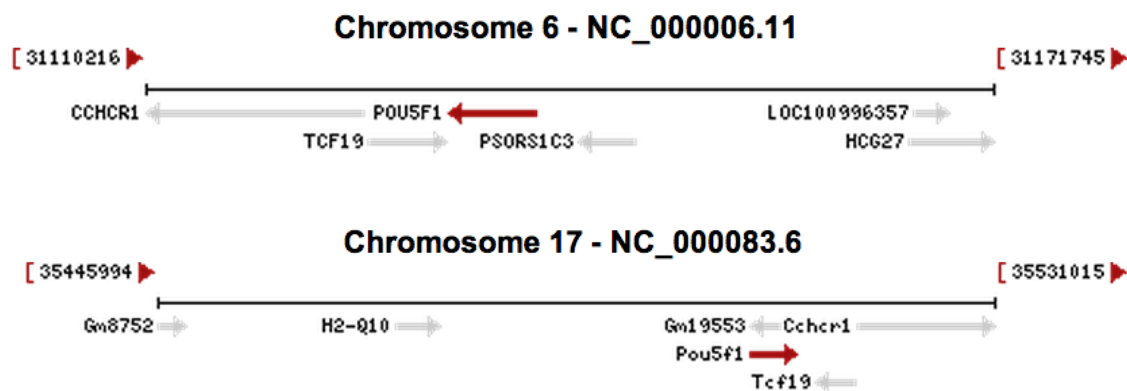 Chromosome 6 - NC_000006.11
[ 31110216 [ 31171745
CCHCR1 POU5F1 LOC100996357
TCF19 PSORS1C3 HCG27
Chromosome 17 - NC_000083.6
[ 35445994 [ 35531015
Gm8752 H2-Q10 Gm19553 Cchcr1
Pou5f1
Tcf19